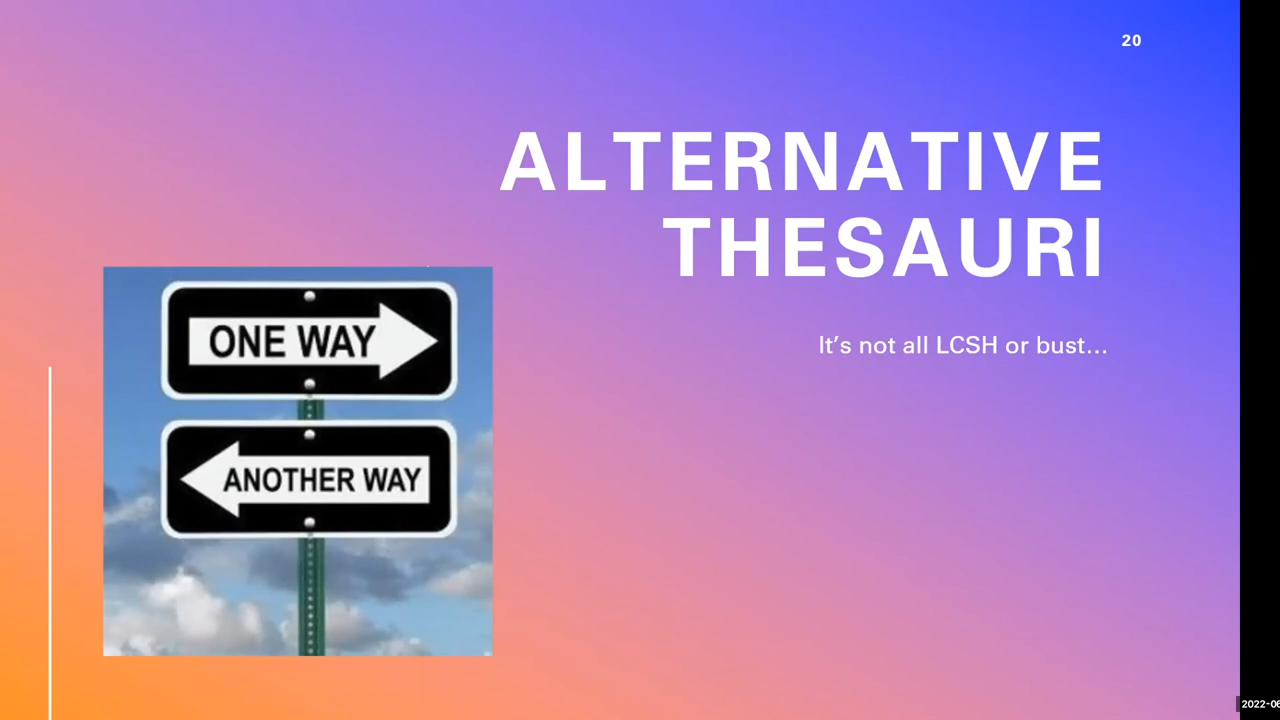 20
ALTERNATIVE
THESAURI
It's not all LCSH or bust...
ONE WAY
ANOTHER WAY